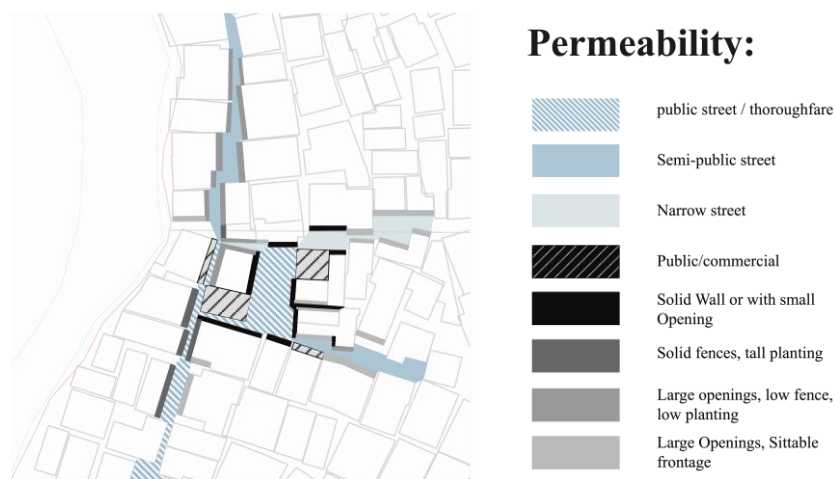 Permeability:
public street / thoroughfare
Semi-public street
Narrow street
Public/commercial
Solid Wall or with small
Opening
Solid fences, tall planting
Large openings, low fence,
low planting
Large Openings, Sittable
frontage